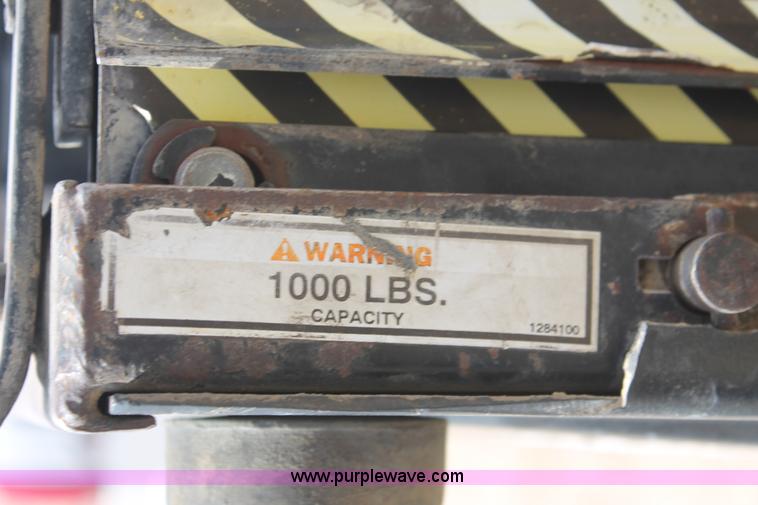 WARNING
1000 LBS.
CAPACITY
1284100
www.purplewave.com